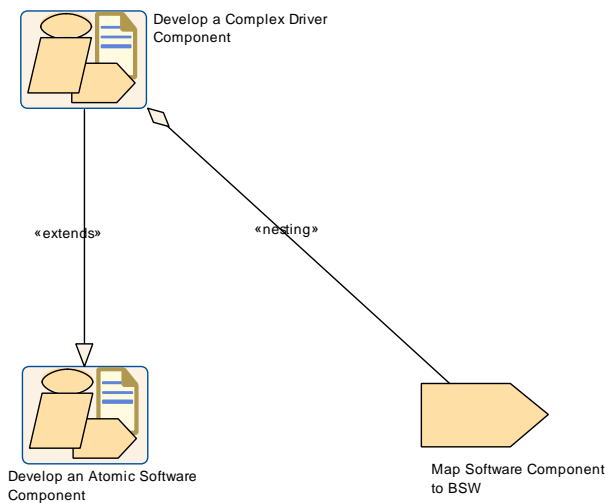 Develop a Complex Driver
Component
«extends»
«nesting»
Develop an Atomic Software
Component
Map Software Component
to BSW